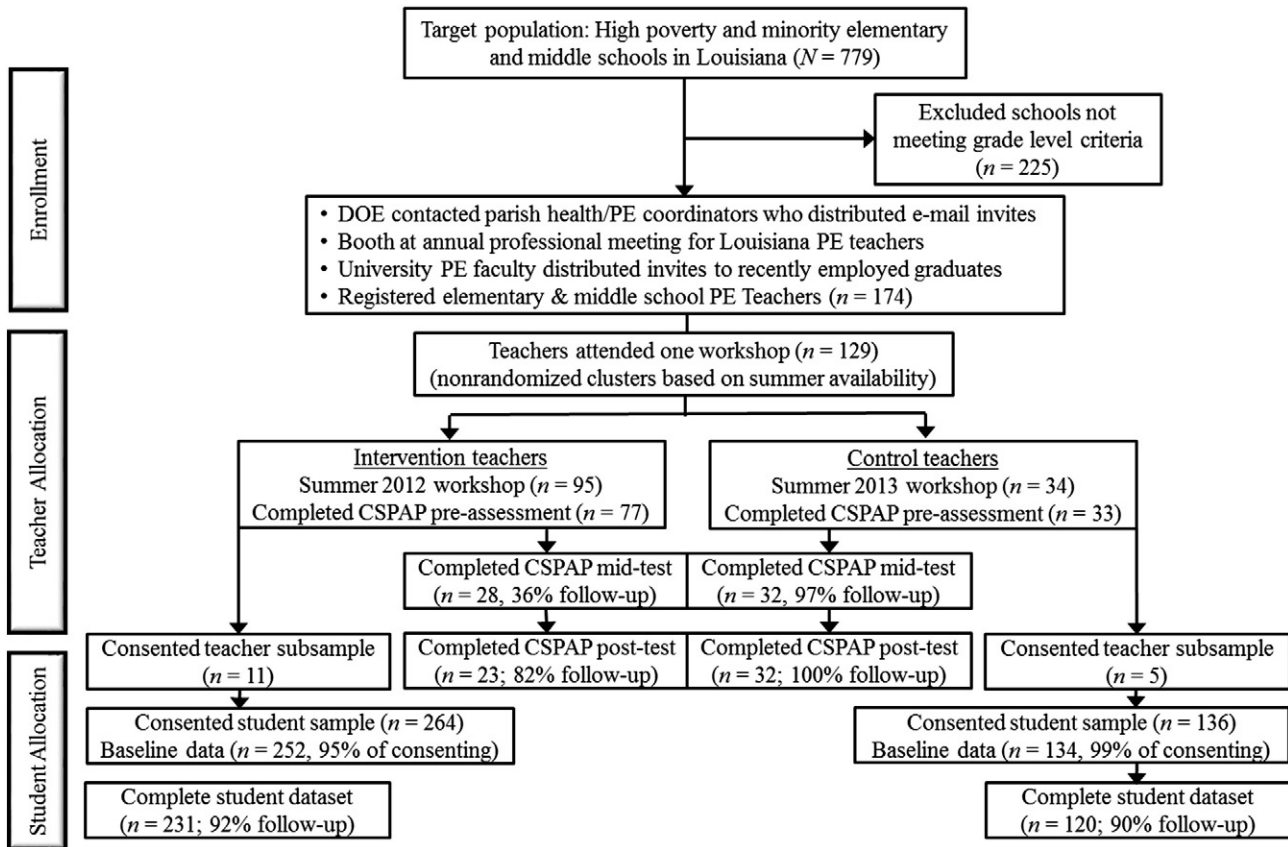 Target population: High poverty and minority elementary
and middle schools in Louisiana (N = 779)
Enrollment
Excluded schools not
meeting grade level criteria
(n = 225)
• DOE contacted parish health/PE coordinators who distributed e-mail invites
• Booth at annual professional meeting for Louisiana PE teachers
• University PE faculty distributed invites to recently employed graduates
• Registered elementary & middle school PE Teachers (n = 174)
Teacher Allocation
Teachers attended one workshop (n = 129)
(nonrandomized clusters based on summer availability)
Intervention teachers
Summer 2012 workshop (n = 95)
Completed CSPAP pre-assessment (n = 77)
Control teachers
Summer 2013 workshop (n = 34)
Completed CSPAP pre-assessment (n = 33)
Completed CSPAP mid-test
(n = 28, 36% follow-up)
Completed CSPAP mid-test
(n = 32, 97% follow-up)
Consented teacher subsample
(n = 11)
Completed CSPAP post-test
(n = 23; 82% follow-up)
Completed CSPAP post-test
(n = 32; 100% follow-up)
Consented teacher subsample
(n = 5)
Student Allocation
Consented student sample (n = 264)
Baseline data (n = 252, 95% of consenting)
Consented student sample (n = 136)
Baseline data (n = 134, 99% of consenting)
Complete student dataset
(n = 231; 92% follow-up)
Complete student dataset
(n = 120; 90% follow-up)